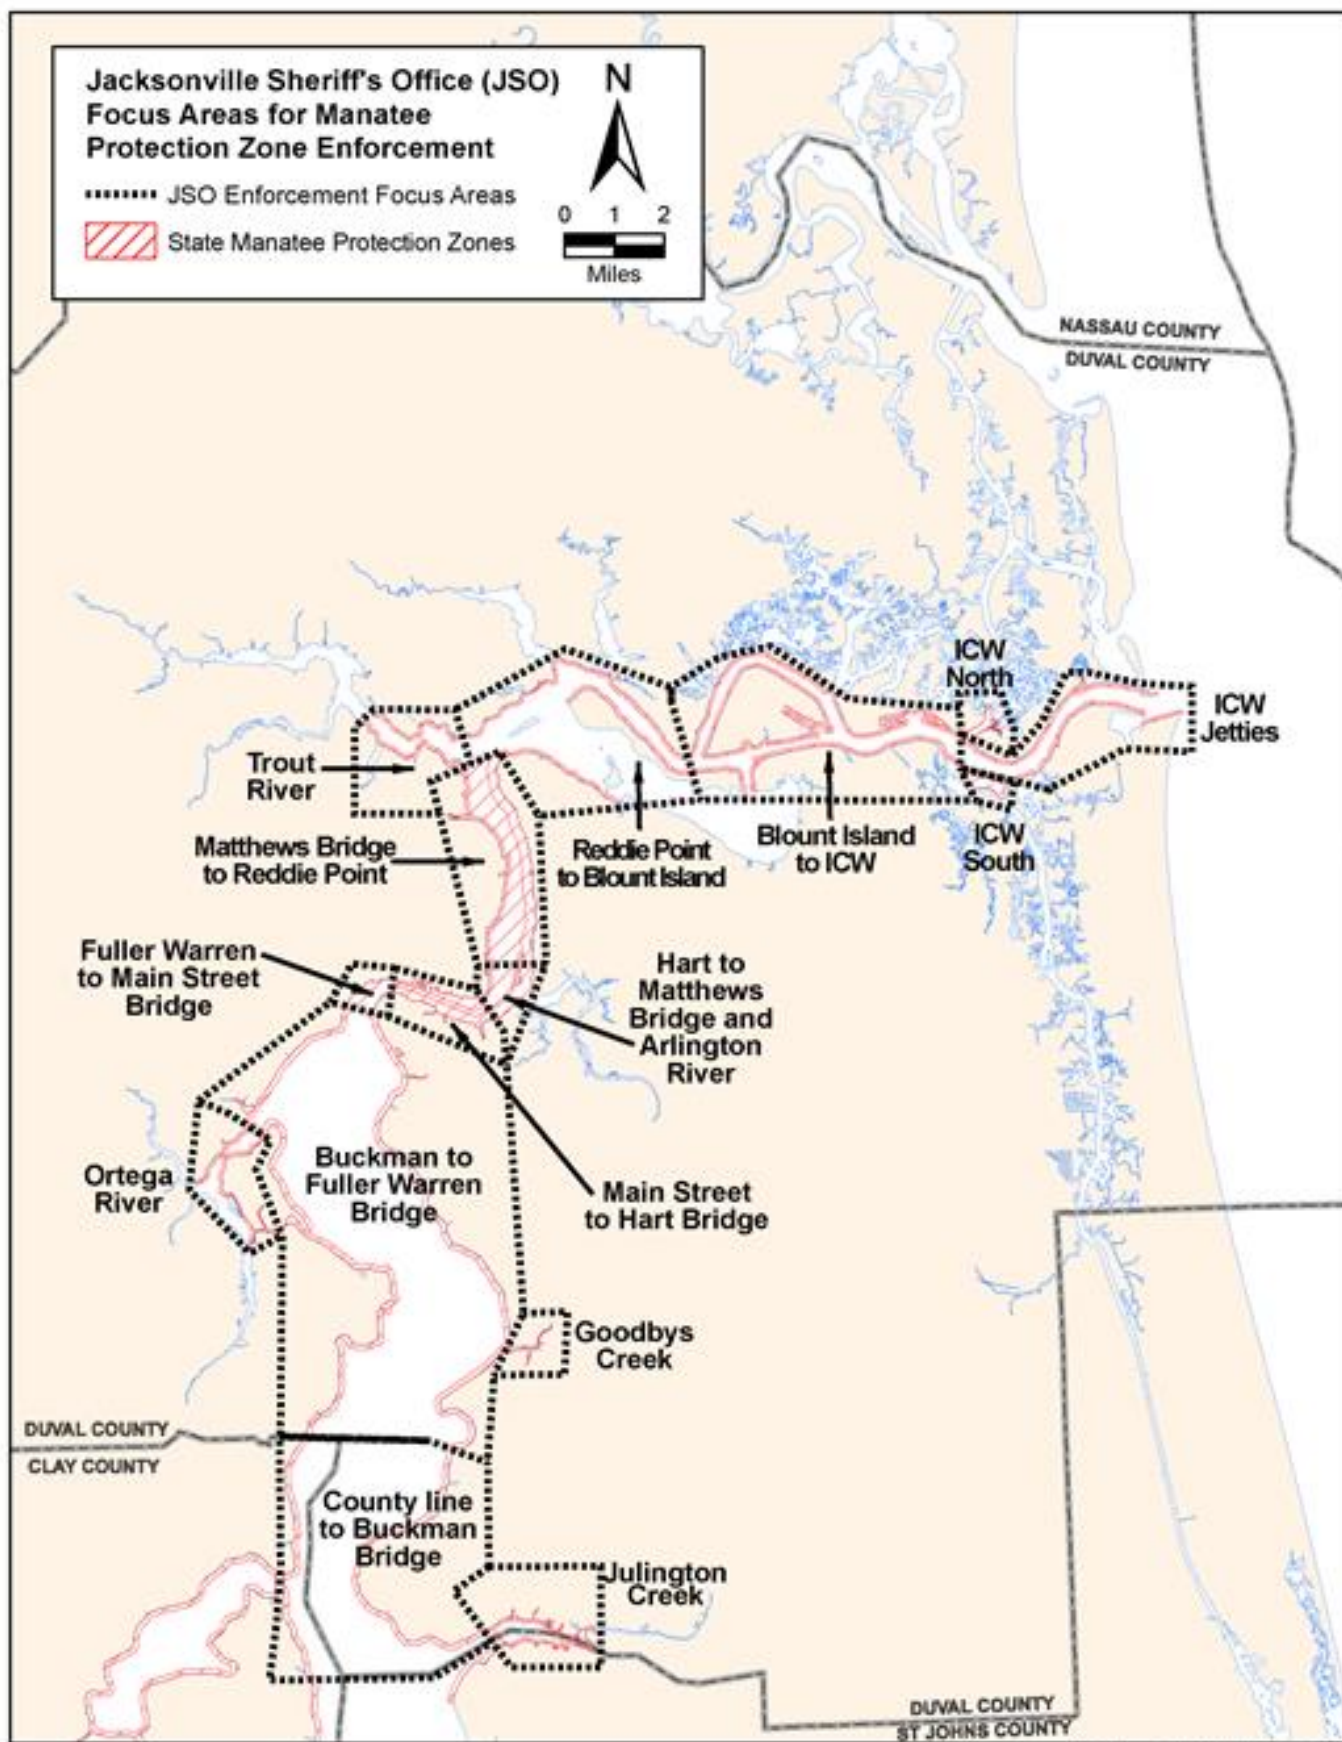 Jacksonville Sheriff's Office (JSO)
Focus Areas for Manatee
Protection Zone Enforcement
JSO Enforcement Focus Areas
State Manatee Protection Zones
N
0 1 2
Miles
NASSAU COUNTY
DUVAL COUNTY
ICW
North
ICW
Jetties
Trout
River
Matthews Bridge
to Reddie Point
Reddie Point
to Blount Island
Blount Island
to ICW
ICW
South
Fuller Warren
to Main Street
Bridge
Hart to
Matthews
Bridge and
Arlington
River
Ortega
River
Buckman to
Fuller Warren
Bridge
Main Street
to Hart Bridge
Goodbys
Creek
DUVAL COUNTY
CLAY COUNTY
County line
to Buckman
Bridge
Julington
Creek
DUVAL COUNTY
ST JOHNS COUNTY